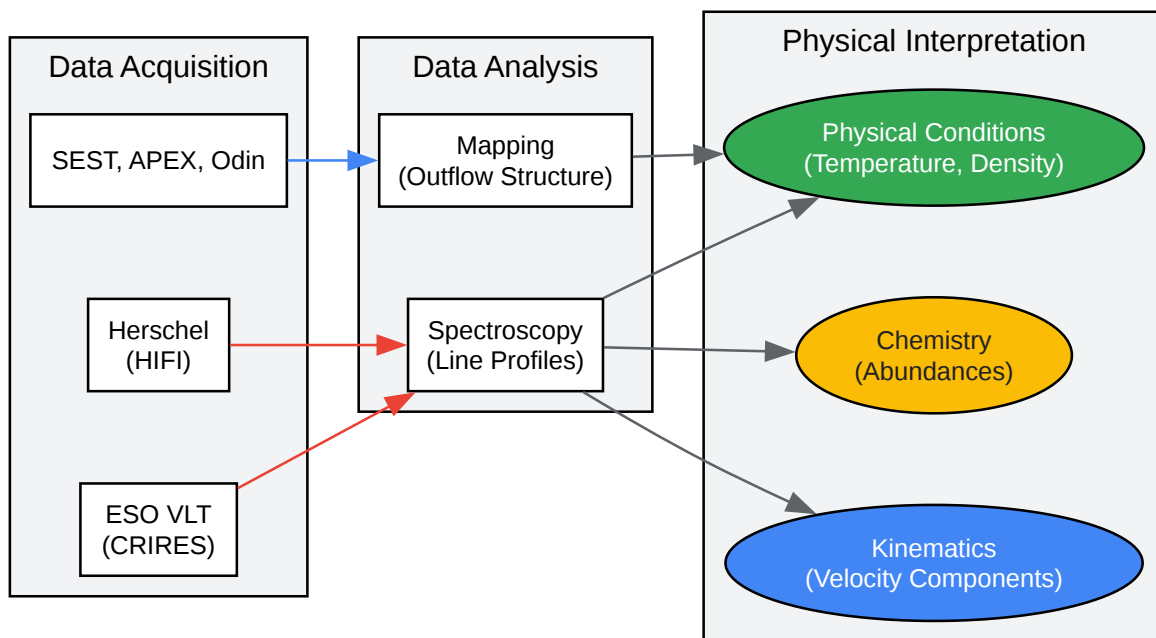 Data Acquisition
SEST, APEX, Odin
Herschel
(HIFI)
ESO VLT
(CRIRES)
Data Analysis
Mapping
(Outflow Structure)
Spectroscopy
(Line Profiles)
Physical Interpretation
Physical Conditions
(Temperature, Density)
Chemistry
(Abundances)
Kinematics
(Velocity Components)